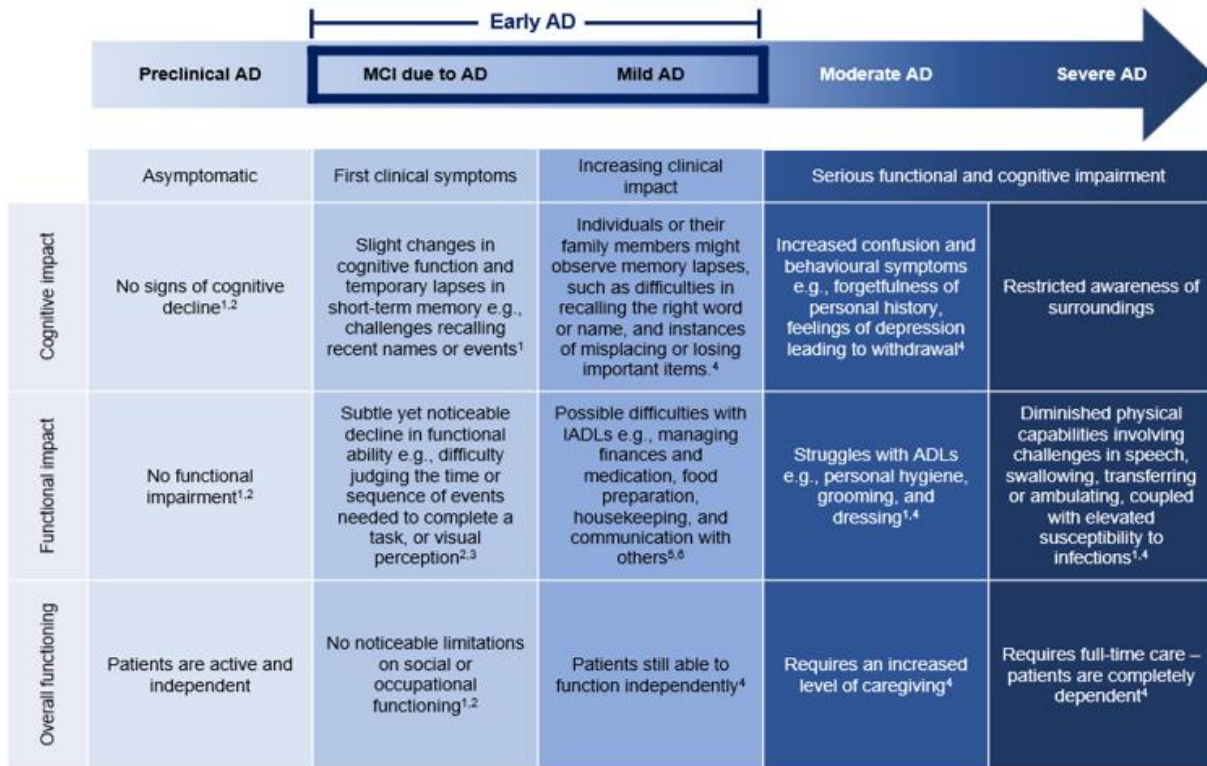 Early AD
Preclinical AD
MCI due to AD
Mild AD
Moderate AD
Severe AD
Asymptomatic
First clinical symptoms
Increasing clinical
impact
Serious functional and cognitive impairment
Cognitive impact
No signs of cognitive
decline1,2
Slight changes in
cognitive function and
temporary lapses in
short-term memory e.g.,
challenges recalling
recent names or events1
Individuals or their
family members might
observe memory lapses,
such as difficulties in
recalling the right word
or name, and instances
of misplacing or losing
important items.4
Increased confusion and
behavioural symptoms
e.g., forgetfulness of
personal history,
feelings of depression
leading to withdrawal4
Restricted awareness of
surroundings
Functional impact
No functional
impairment1,2
Subtle yet noticeable
decline in functional
ability e.g., difficulty
judging the time or
sequence of events
needed to complete a
task, or visual
perception2,3
Possible difficulties with
IADLs e.g., managing
finances and
medication, food
preparation,
housekeeping, and
communication with
others5,6
Struggles with ADLs
e.g., personal hygiene,
grooming, and
dressing1,4
Diminished physical
capabilities involving
challenges in speech,
swallowing, transferring
or ambulating, coupled
with elevated
susceptibility to
infections1,4
Overall functioning
Patients are active and
independent
No noticeable limitations
on social or
occupational
functioning1,2
Patients still able to
function independently4
Requires an increased
level of caregiving4
Requires full-time care –
patients are completely
dependent4